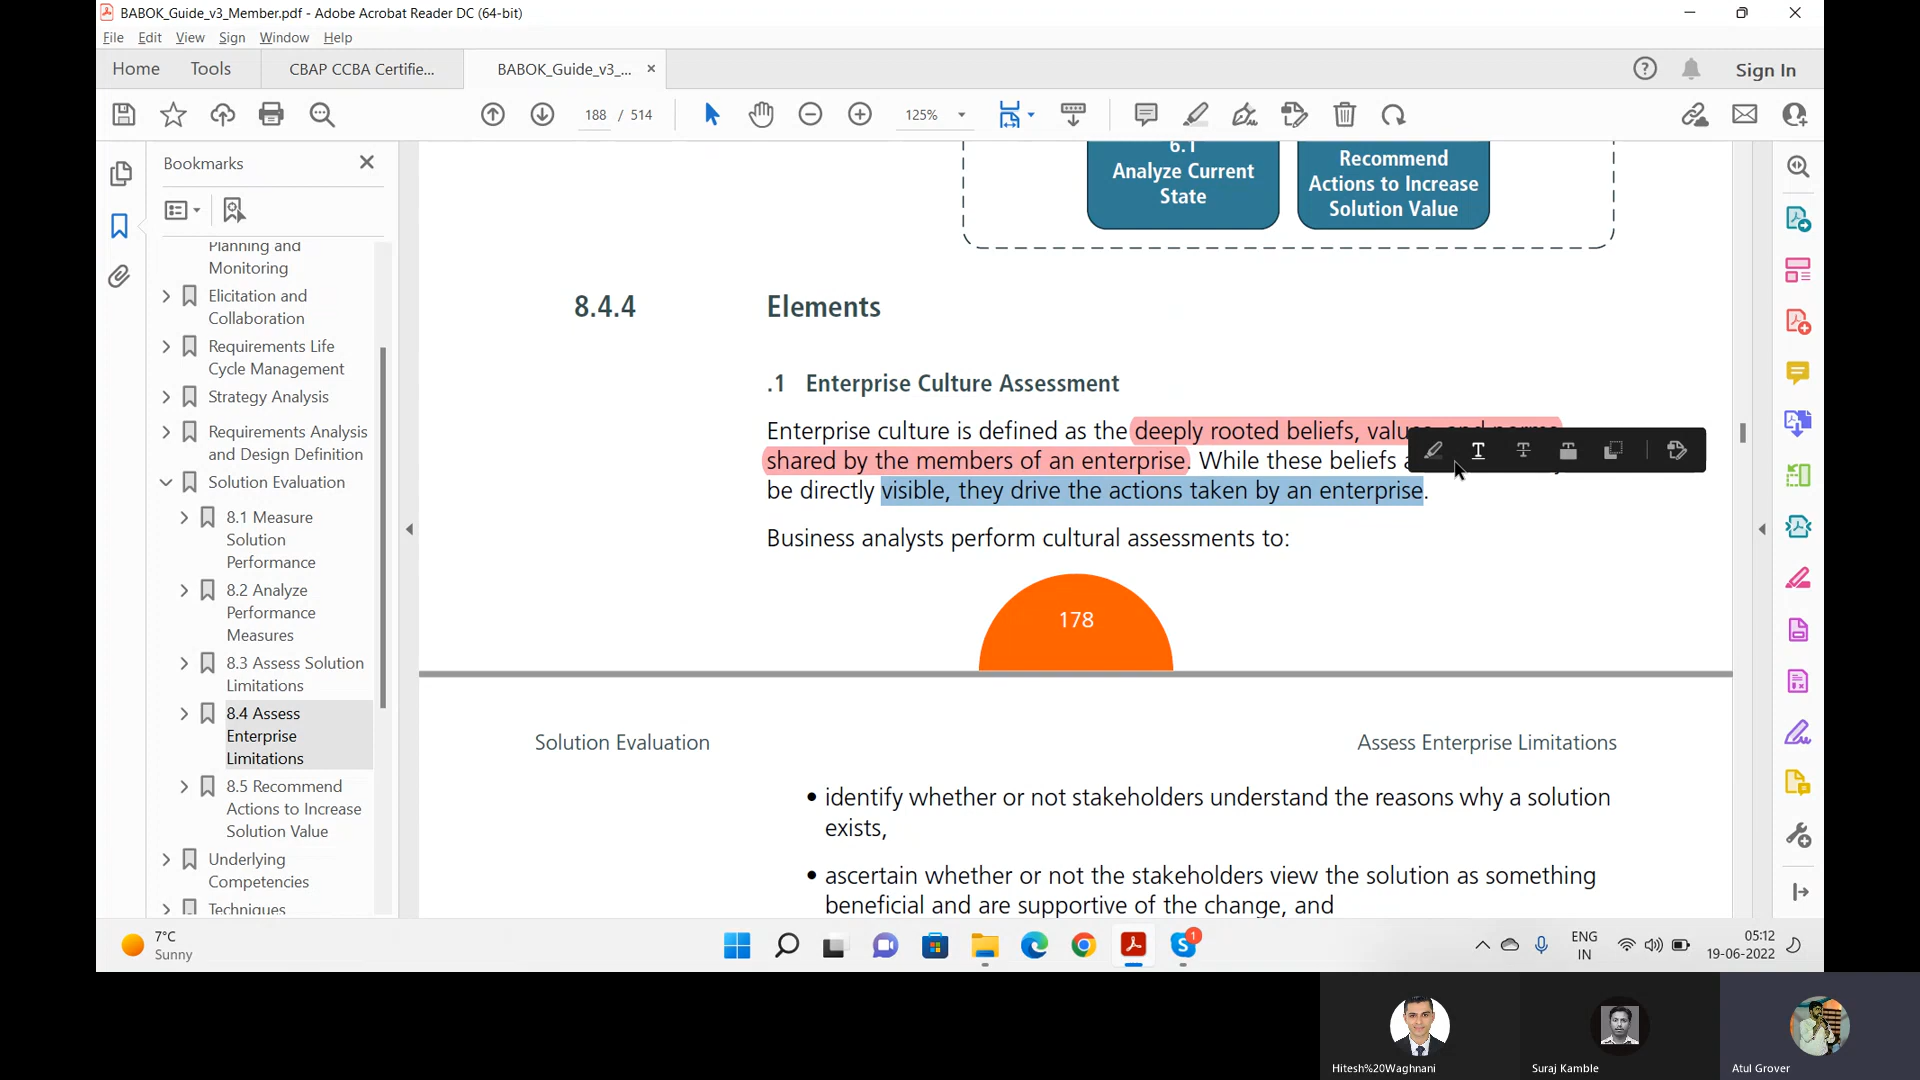 BABOK_Guide_v3_Member.pdf - Adobe Acrobat Reader DC (64-bit)
File Edit View Sign Window Help
Home Tools CBAP CCBA Certifie... BABOK_Guide_v3_... × Sign In
188 / 514 125%
Bookmarks
Planning and
Monitoring
Elicitation and
Collaboration
Requirements Life
Cycle Management
Strategy Analysis
Requirements Analysis
and Design Definition
Solution Evaluation
8.1 Measure
Solution
Performance
8.2 Analyze
Performance
Measures
8.3 Assess Solution
Limitations
8.4 Assess
Enterprise
Limitations
8.5 Recommend
Actions to Increase
Solution Value
Underlying
Competencies
Techniques
6.1
Analyze Current
State
Recommend
Actions to Increase
Solution Value
8.4.4 Elements
.1 Enterprise Culture Assessment
Enterprise culture is defined as the deeply rooted beliefs, values, and norms
shared by the members of an enterprise. While these beliefs
be directly visible, they drive the actions taken by an enterprise.
Business analysts perform cultural assessments to:
178
Solution Evaluation Assess Enterprise Limitations
• identify whether or not stakeholders understand the reasons why a solution
exists,
• ascertain whether or not the stakeholders view the solution as something
beneficial and are supportive of the change, and
7°C
Sunny
1
ENG
IN
05:12
19-06-2022
Hitesh%20Waghnani
Suraj Kamble
Atul Grover